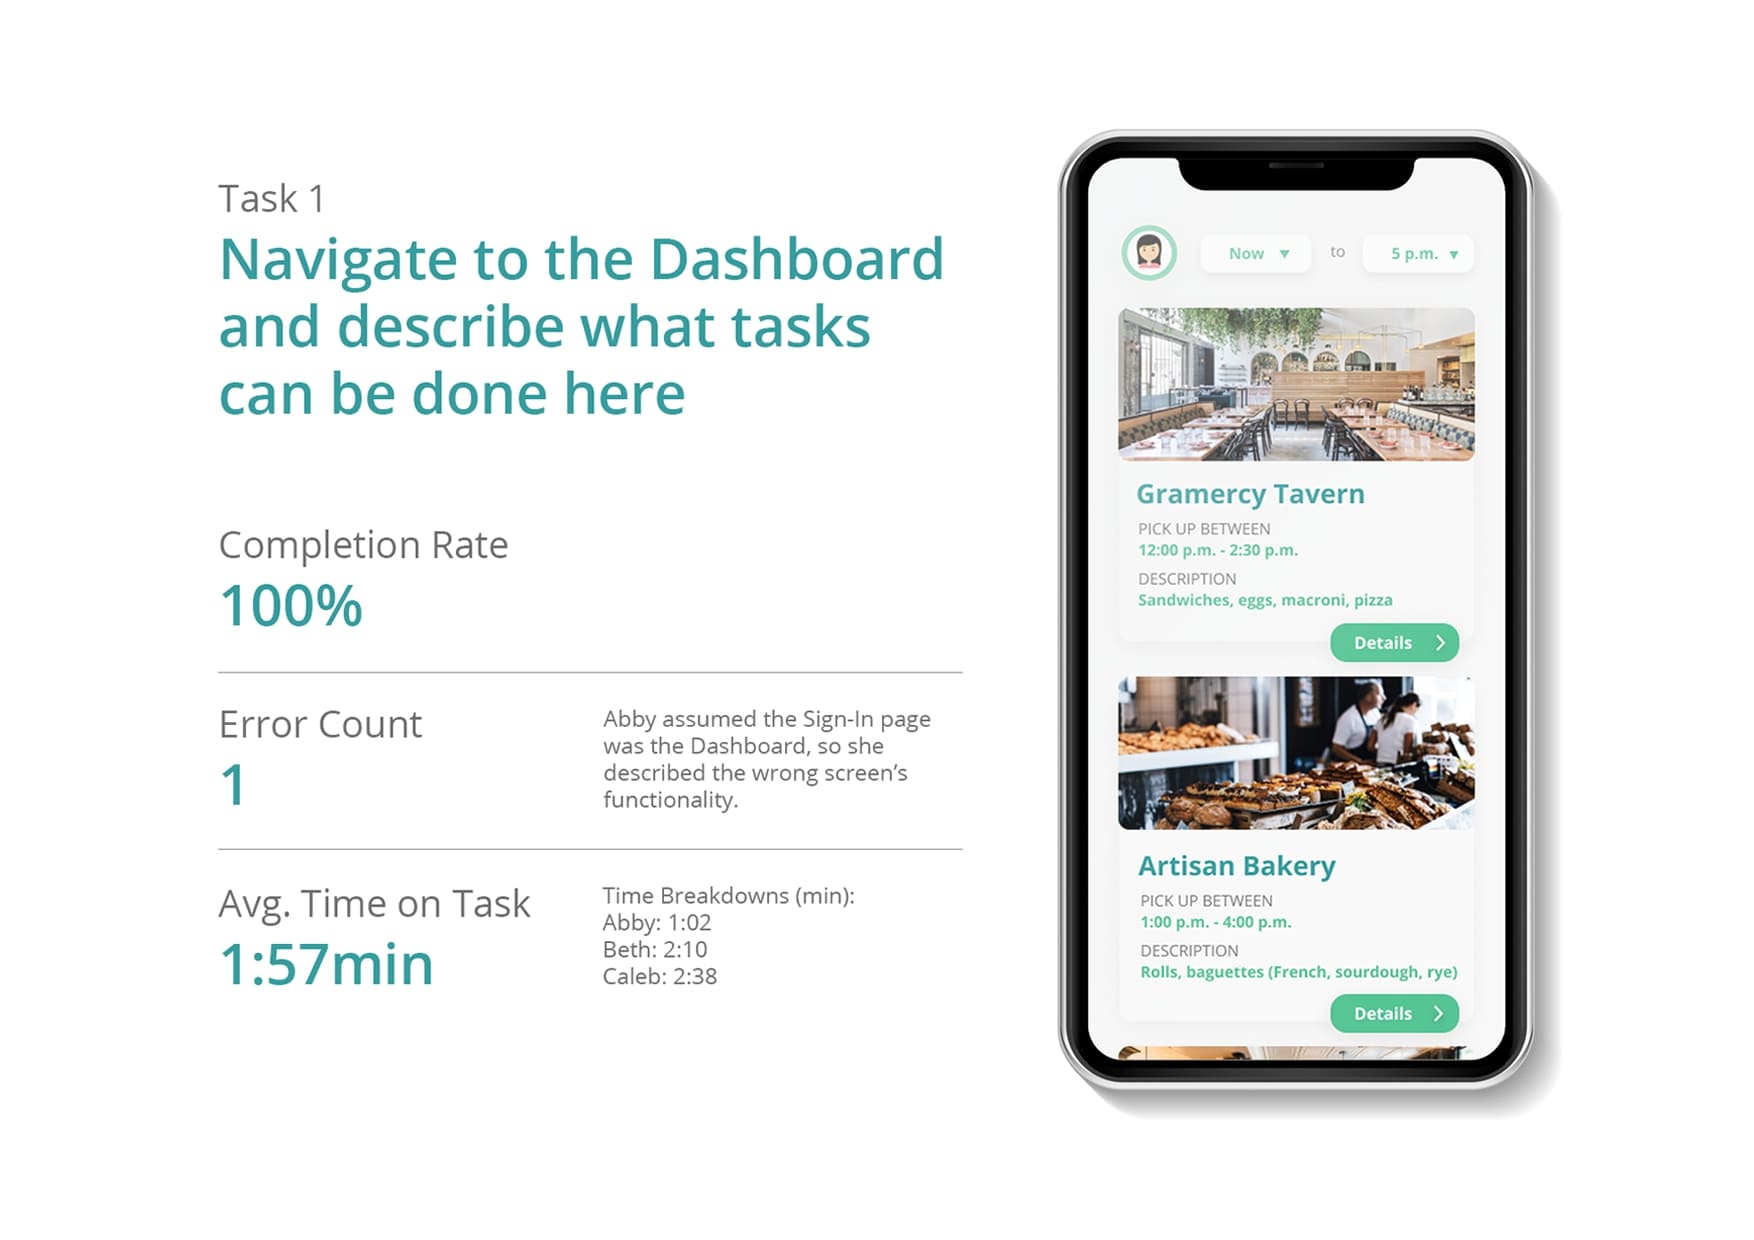 Task 1
Navigate to the Dashboard
and describe what tasks
can be done here
Completion Rate
100%
Error Count
1
Abby assumed the Sign-In page
was the Dashboard, so she
described the wrong screen’s
functionality.
Avg. Time on Task
1:57min
Time Breakdowns (min):
Abby: 1:02
Beth: 2:10
Caleb: 2:38
Now ▼ to 5 p.m. ▼
Gramercy Tavern
PICK UP BETWEEN
12:00 p.m. - 2:30 p.m.
DESCRIPTION
Sandwiches, eggs, macroni, pizza
Details
Artisan Bakery
PICK UP BETWEEN
1:00 p.m. - 4:00 p.m.
DESCRIPTION
Rolls, baguettes (French, sourdough, rye)
Details